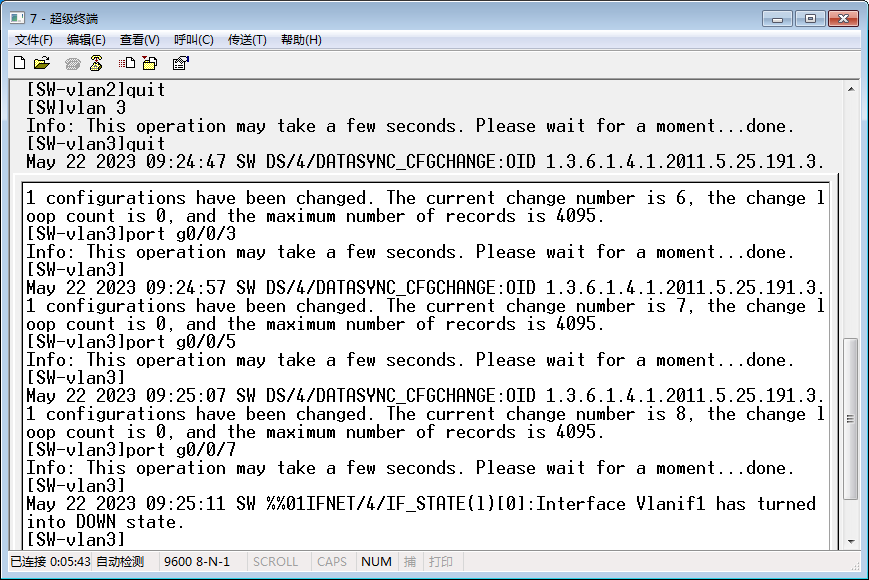 7 - 超级终端
文件(F) 编辑(E) 查看(V) 呼叫(C) 传送(T) 帮助(H)
[SW-vlan2]quit
[SW]vlan 3
Info: This operation may take a few seconds. Please wait for a moment...done.
[SW-vlan3]quit
May 22 2023 09:24:47 SW DS/4/DATASYNC_CFGCHANGE:OID 1.3.6.1.4.1.2011.5.25.191.3.
1 configurations have been changed. The current change number is 6, the change l
oop count is 0, and the maximum number of records is 4095.
[SW-vlan3]port g0/0/3
Info: This operation may take a few seconds. Please wait for a moment...done.
[SW-vlan3]
May 22 2023 09:24:57 SW DS/4/DATASYNC_CFGCHANGE:OID 1.3.6.1.4.1.2011.5.25.191.3.
1 configurations have been changed. The current change number is 7, the change l
oop count is 0, and the maximum number of records is 4095.
[SW-vlan3]port g0/0/5
Info: This operation may take a few seconds. Please wait for a moment...done.
[SW-vlan3]
May 22 2023 09:25:07 SW DS/4/DATASYNC_CFGCHANGE:OID 1.3.6.1.4.1.2011.5.25.191.3.
1 configurations have been changed. The current change number is 8, the change l
oop count is 0, and the maximum number of records is 4095.
[SW-vlan3]port g0/0/7
Info: This operation may take a few seconds. Please wait for a moment...done.
[SW-vlan3]
May 22 2023 09:25:11 SW %%01IFNET/4/IF_STATE(l)[0]:Interface Vlanif1 has turned
into DOWN state.
[SW-vlan3]
已连接 0:05:43 自动检测 9600 8-N-1 SCROLL CAPS NUM 捕 打印